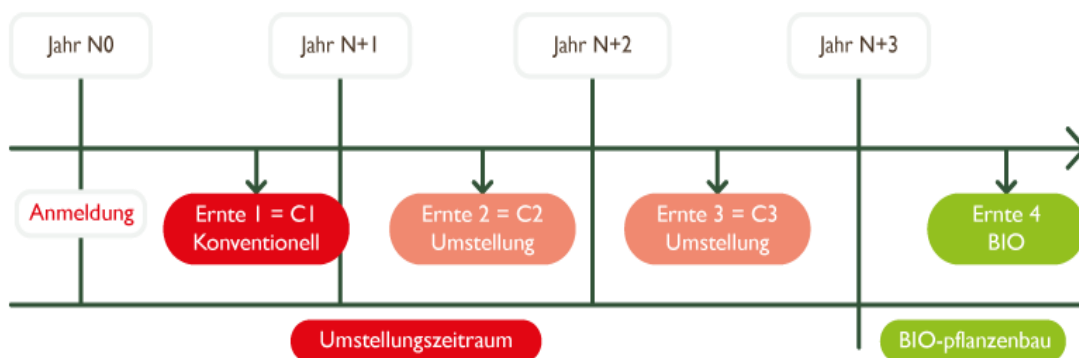 Jahr N0
Jahr N+1
Jahr N+2
Jahr N+3
Anmeldung
Ernte 1 = C1
Konventionell
Ernte 2 = C2
Umstellung
Ernte 3 = C3
Umstellung
Ernte 4
BIO
Umstellungszeitraum
BIO-pflanzenbau